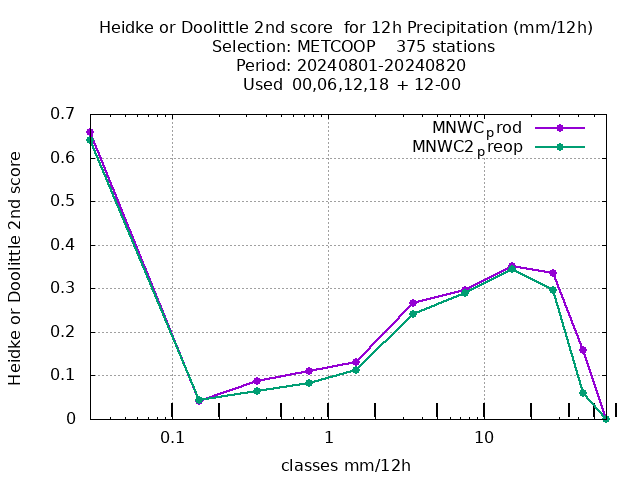 Heidke or Doolittle 2nd score  for 12h Precipitation (mm/12h)
Selection: METCOOP    375 stations
Period: 20240801-20240820
Used  00,06,12,18  + 12-00
MNWCprod
MNWC2preop
0.7
0.6
0.5
0.4
0.3
0.2
0.1
0
Heidke or Doolittle 2nd score
0.1 1 10
classes mm/12h